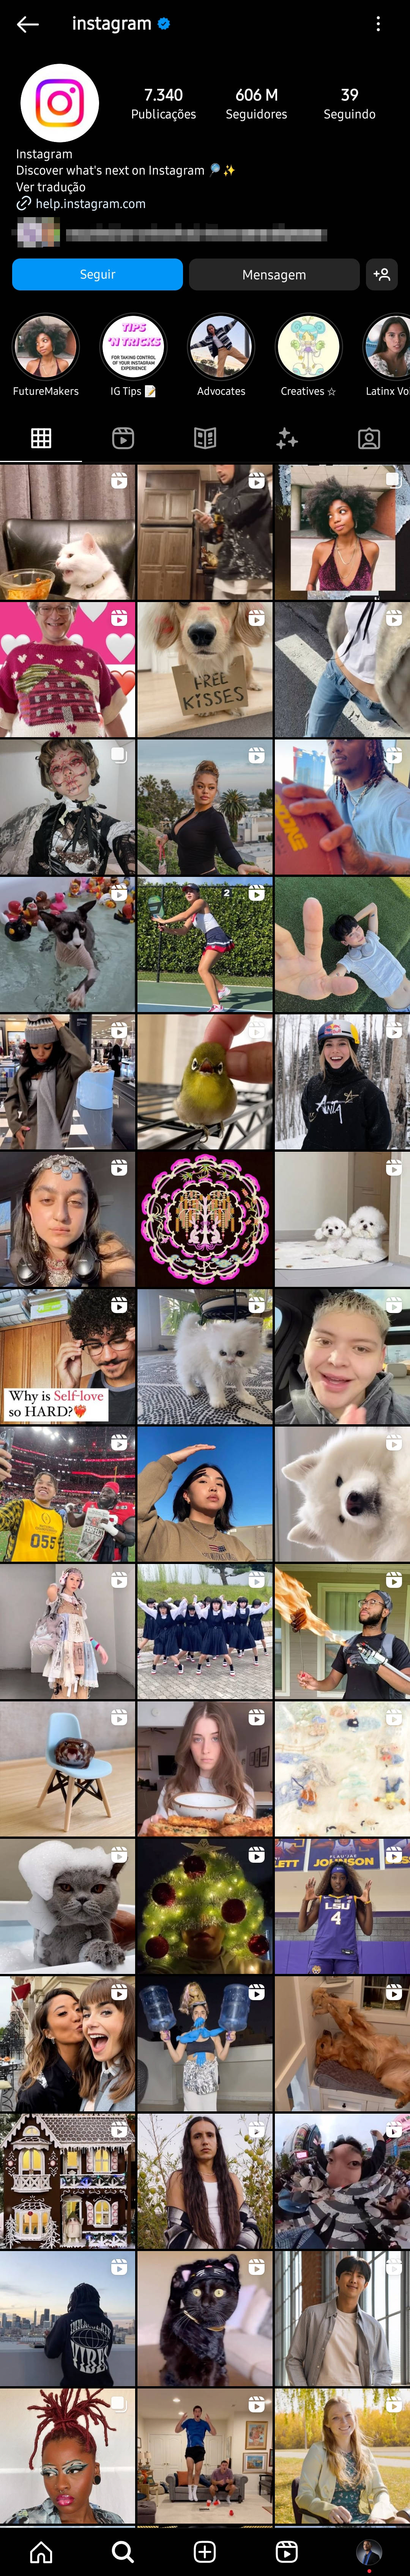 instagram
7.340 606 M 39
Publicações Seguidores Seguindo
Instagram
Discover what's next on Instagram 🔎✨
Ver tradução
help.instagram.com
Seguir Mensagem
TIPS
'N TRICKS
FOR TAKING CONTROL
OF YOUR INSTAGRAM
EXPERIENCE
FutureMakers IG Tips 📝 Advocates Creatives ☆ Latinx Vo
FREE
KISSES
2
ANTA
Why is Self-love
so HARD?❤️‍🩹
055
JOHNSON
LSU
4
VIBE